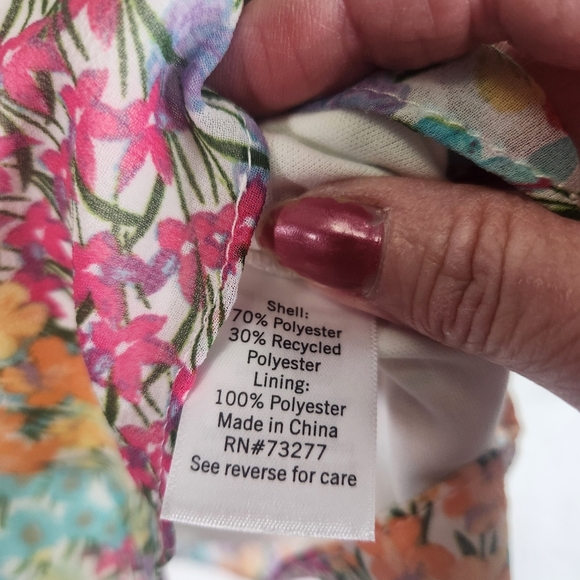 Shell:
70% Polyester
30% Recycled
Polyester
Lining:
100% Polyester
Made in China
RN#73277
See reverse for care